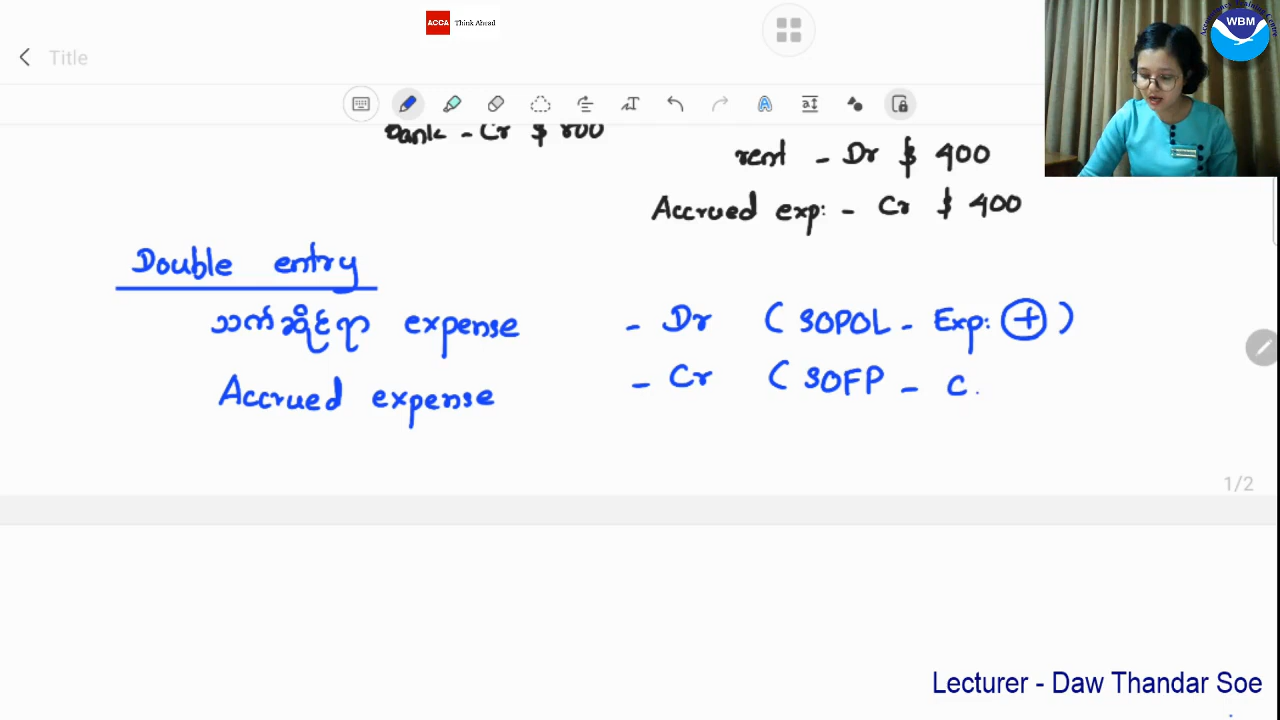 ACCA Think Ahead
WBM
Title
bank - Cr $ 800
rent - Dr $ 400
Accrued exp: - Cr $ 400
Double entry
သက်ဆိုင်ရာ expense - Dr ( SOPOL - Exp: + )
Accrued expense - Cr ( SOFP - C
1/2
Lecturer - Daw Thandar Soe